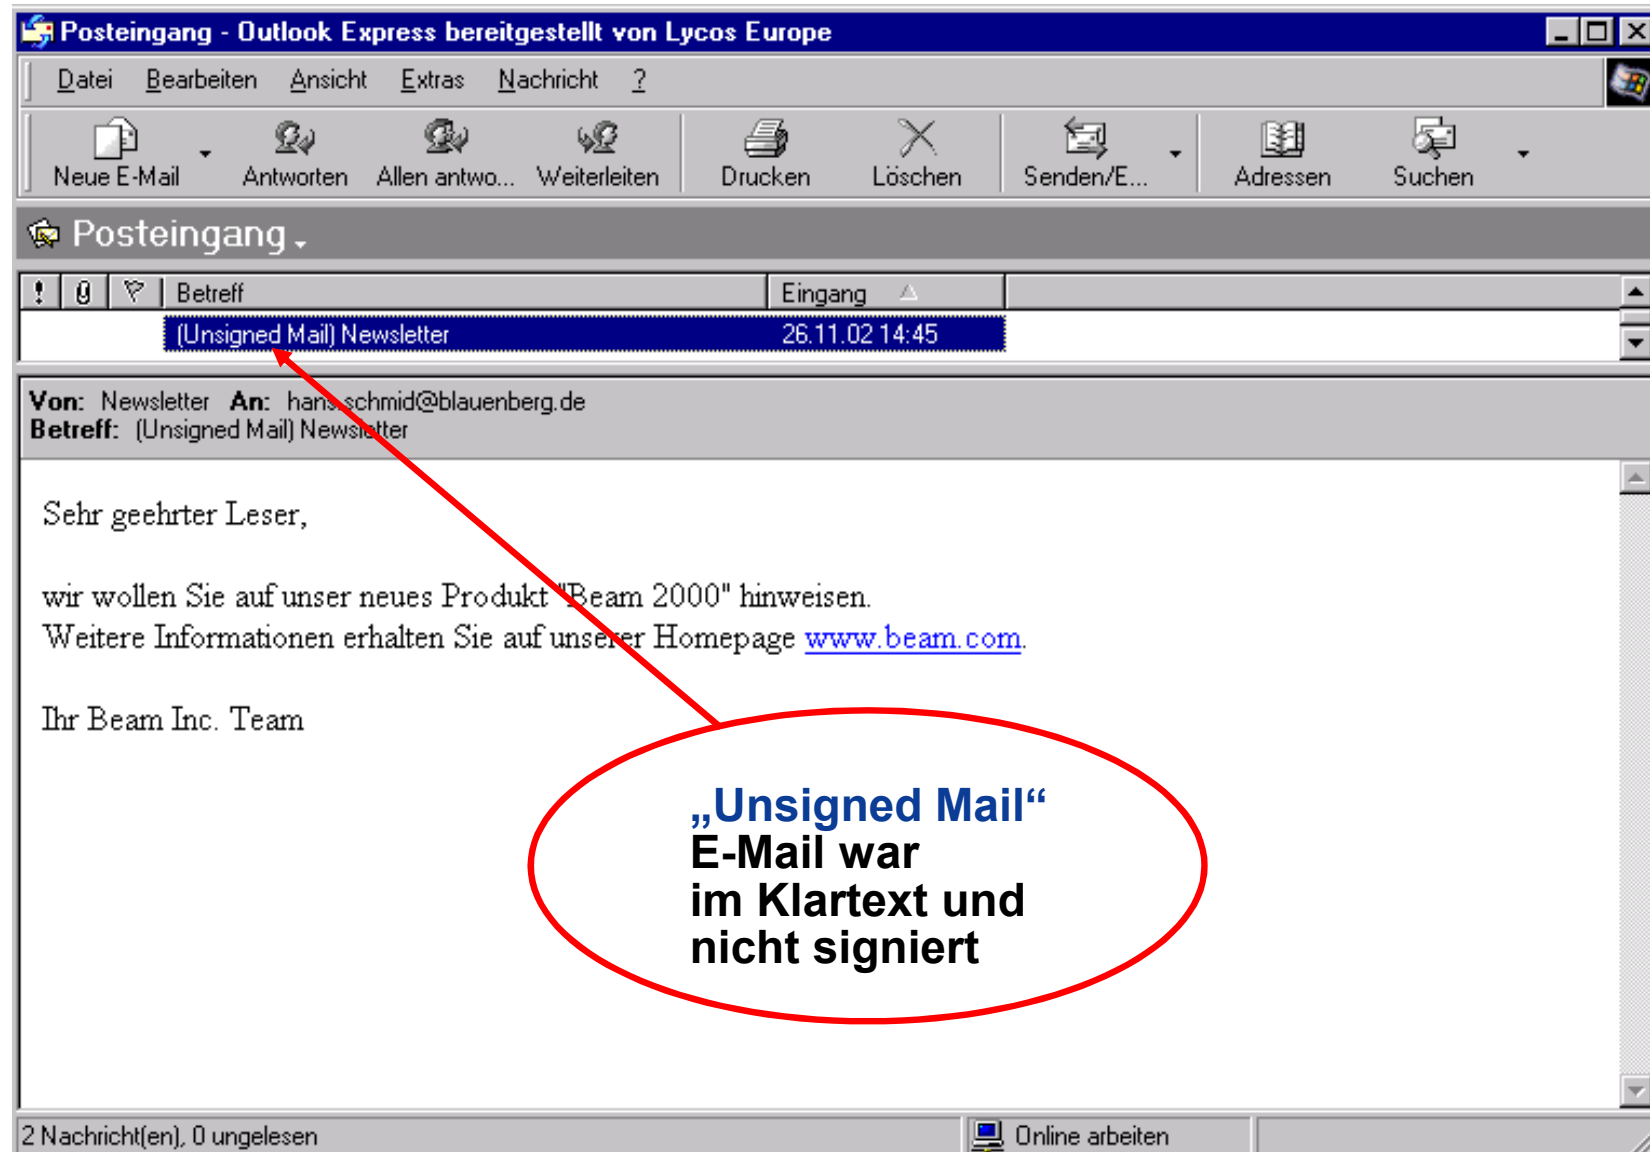 Posteingang - Outlook Express bereitgestellt von Lycos Europe
Datei Bearbeiten Ansicht Extras Nachricht ?
Neue E-Mail Antworten Allen antwo... Weiterleiten Drucken Löschen Senden/E... Adressen Suchen
Posteingang
! Betreff Eingang
(Unsigned Mail) Newsletter 26.11.02 14:45
Von: Newsletter An: hans.schmid@blauenberg.de
Betreff: (Unsigned Mail) Newsletter
Sehr geehrter Leser,
wir wollen Sie auf unser neues Produkt "Beam 2000" hinweisen.
Weitere Informationen erhalten Sie auf unserer Homepage www.beam.com.
Ihr Beam Inc. Team
„Unsigned Mail“
E-Mail war
im Klartext und
nicht signiert
2 Nachricht(en), 0 ungelesen Online arbeiten